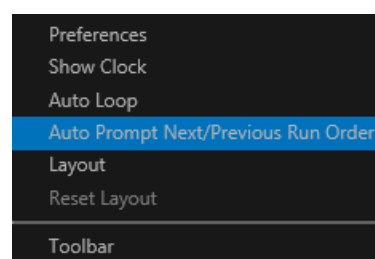 Preferences
Show Clock
Auto Loop
Auto Prompt Next/Previous Run Order
Layout
Reset Layout
Toolbar